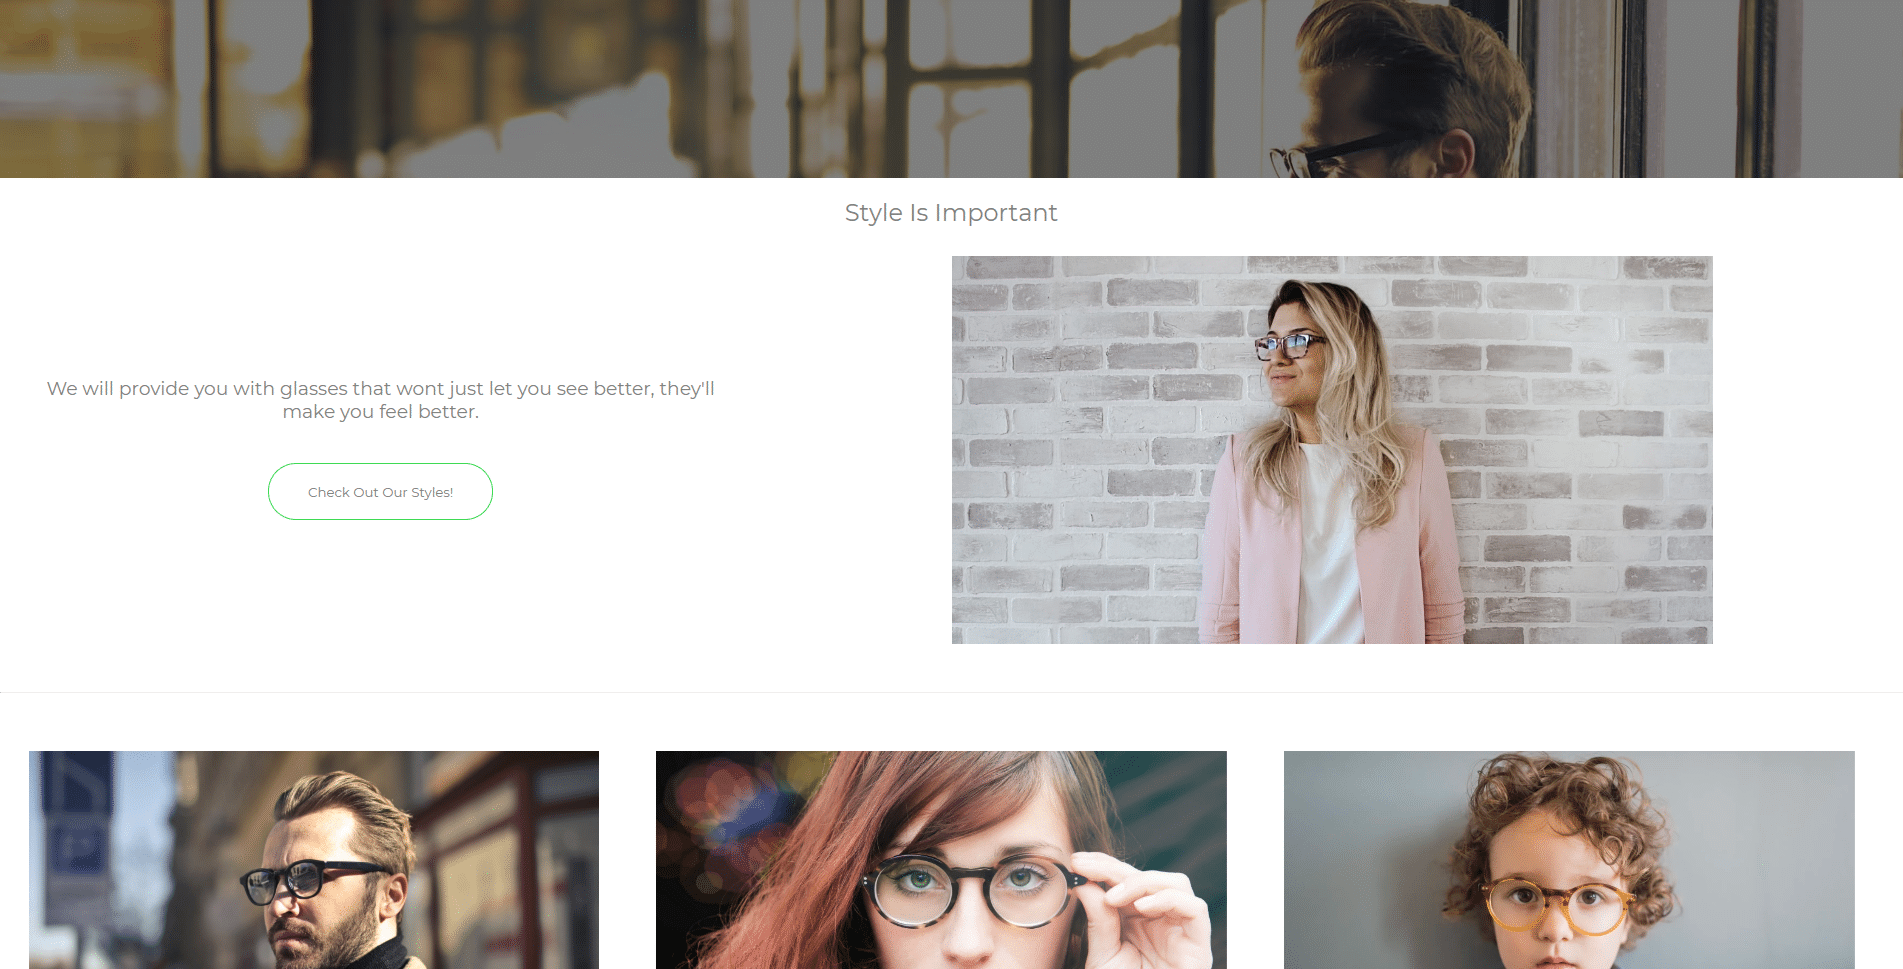 Style Is Important
We will provide you with glasses that wont just let you see better, they'll
make you feel better.
Check Out Our Styles!